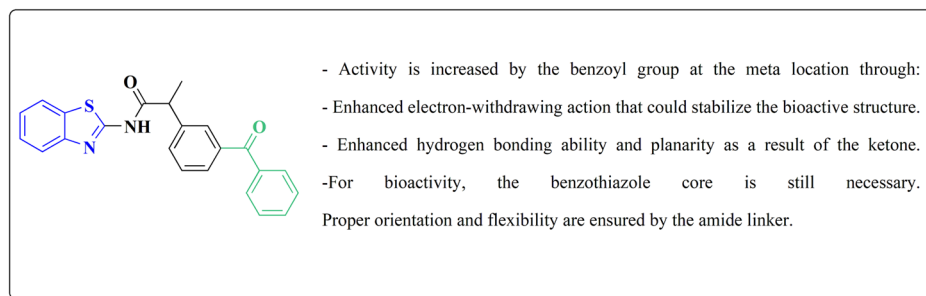 O
S
NH
N
O
- Activity is increased by the benzoyl group at the meta location through:
- Enhanced electron-withdrawing action that could stabilize the bioactive structure.
- Enhanced hydrogen bonding ability and planarity as a result of the ketone.
-For bioactivity, the benzothiazole core is still necessary.
Proper orientation and flexibility are ensured by the amide linker.